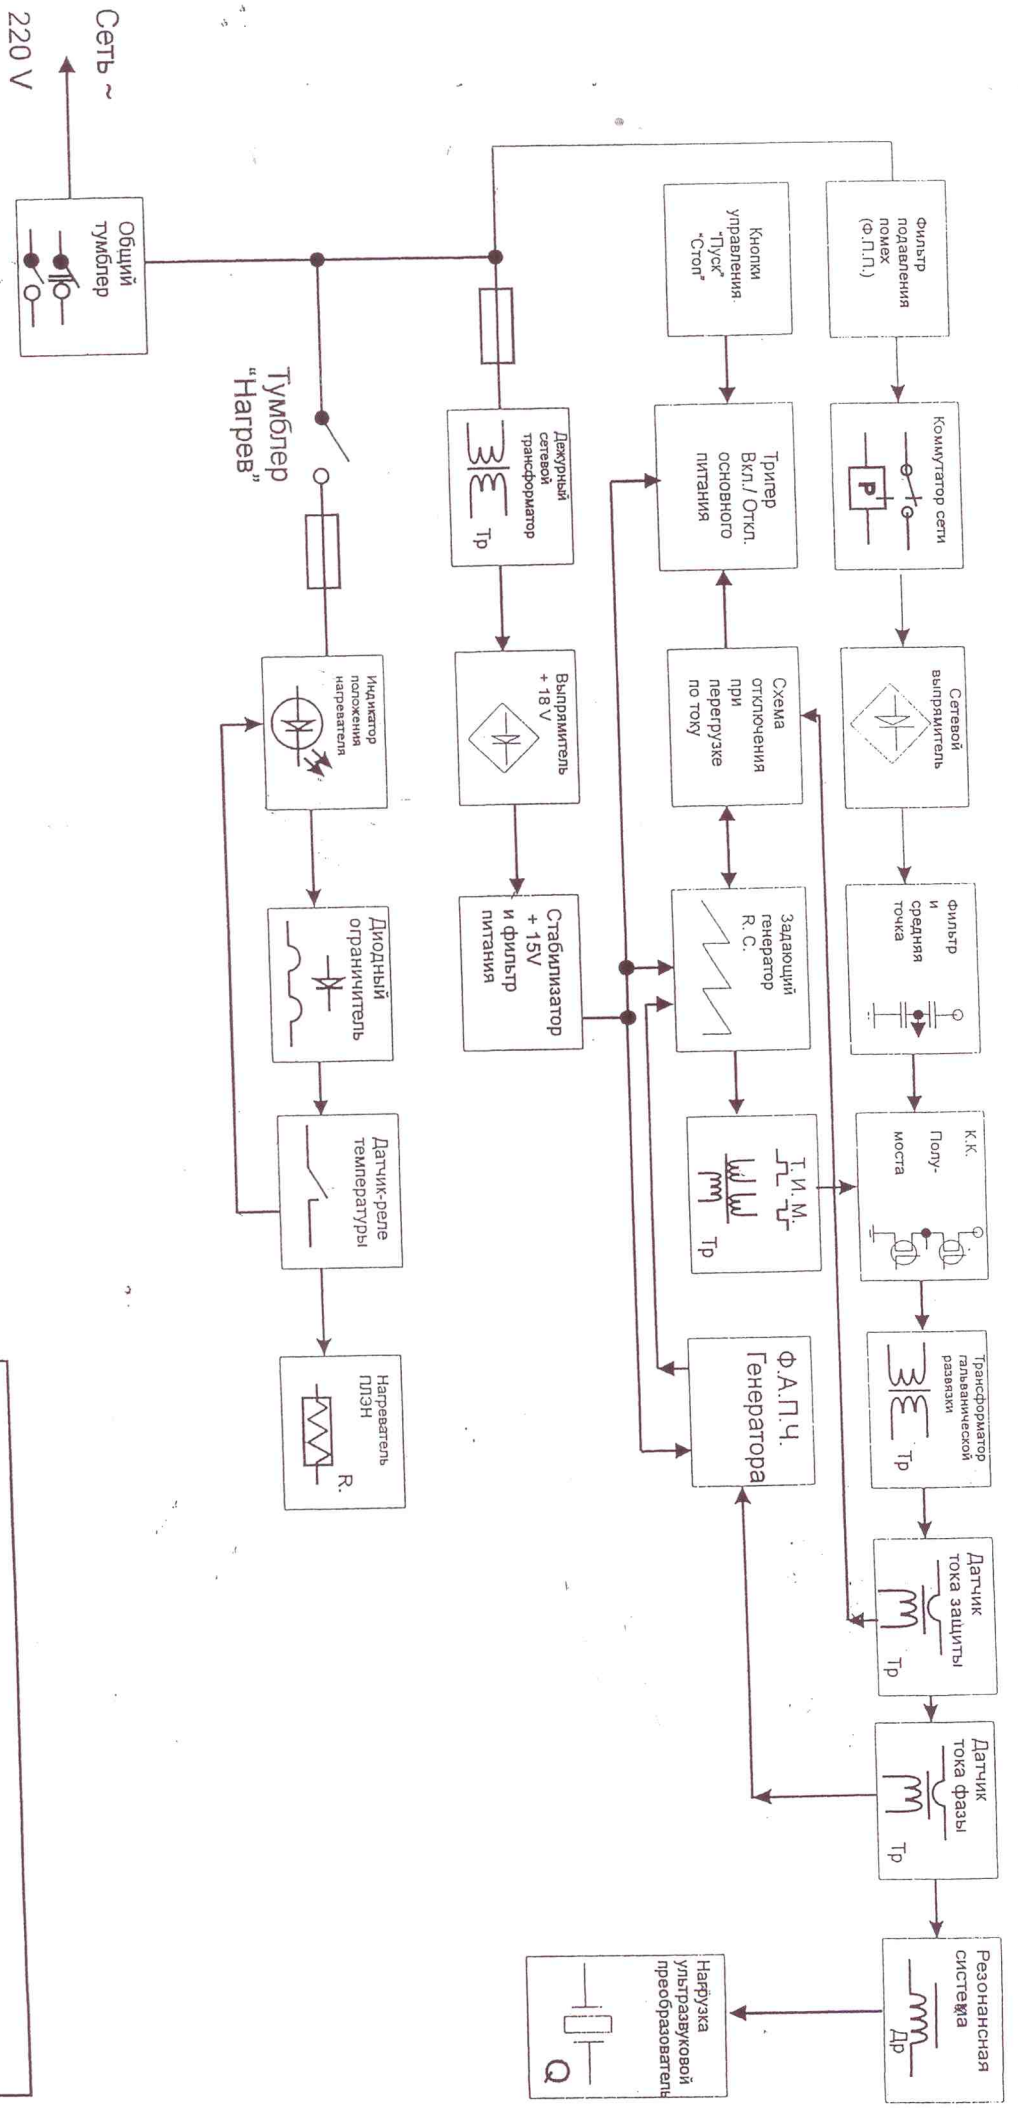 Фильтр
подавления
помех
(Ф.П.П.)
Коммутатор сети
Р
Сетевой
выпрямитель
Фильтр
и
средняя
точка
К.К.
Полу-
моста
Трансформатор
гальванической
развязки
Тр
Датчик
тока защиты
Тр
Датчик
тока фазы
Тр
Резонансная
система
Др
Кнопки
управления
"Пуск"
"Стоп"
Тригер
Вкл./ Откл.
основного
питания
Схема
отключения
при
перегрузке
по току
Задающий
генератор
R. C.
Т. И. М.
Тр
Ф.А.П.Ч.
Генератора
Нагрузка
ультразвуковой
преобразователь
Q
Дежурный
сетевой
трансформатор
Тр
Выпрямитель
+ 18 V
Стабилизатор
+ 15V
и фильтр
питания
Тумблер
"Нагрев"
Индикатор
положения
нагревателя
Диодный
ограничитель
Датчик-реле
температуры
Нагреватель
ПЛЭН
R.
Сеть ~
220 V
Общий
тумблер